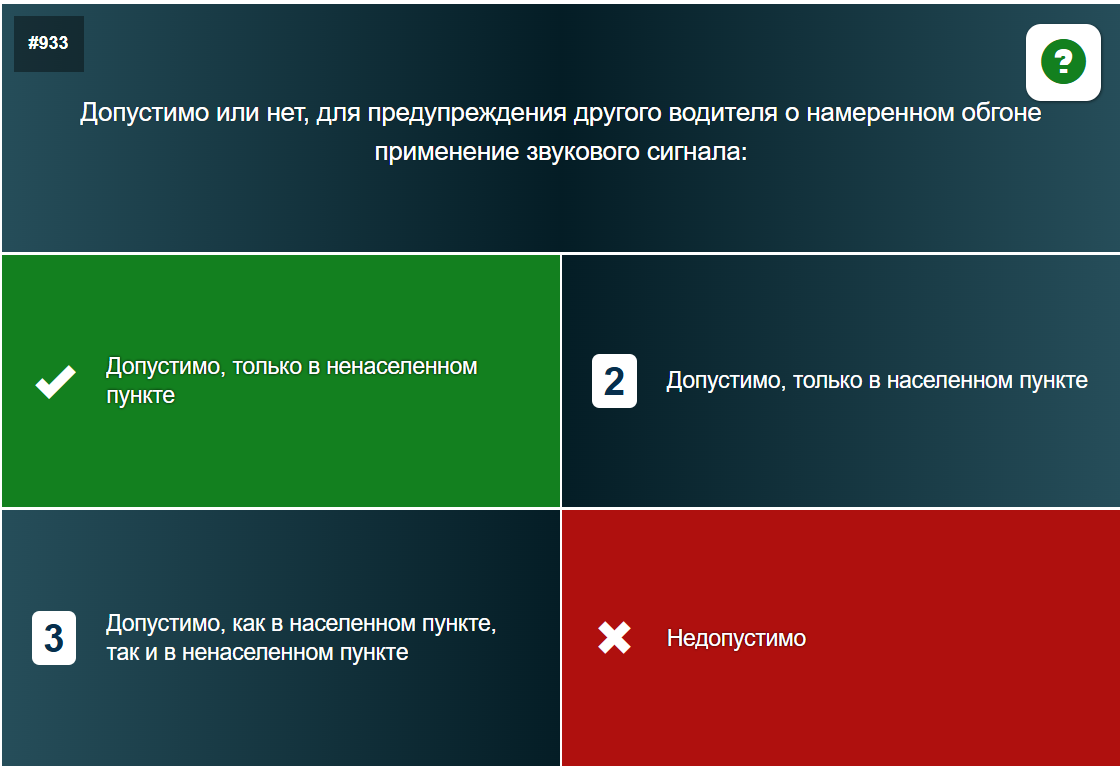 #933
?
Допустимо или нет, для предупреждения другого водителя о намеренном обгоне
применение звукового сигнала:
Допустимо, только в ненаселенном
пункте
2
Допустимо, только в населенном пункте
3
Допустимо, как в населенном пункте,
так и в ненаселенном пункте
Недопустимо